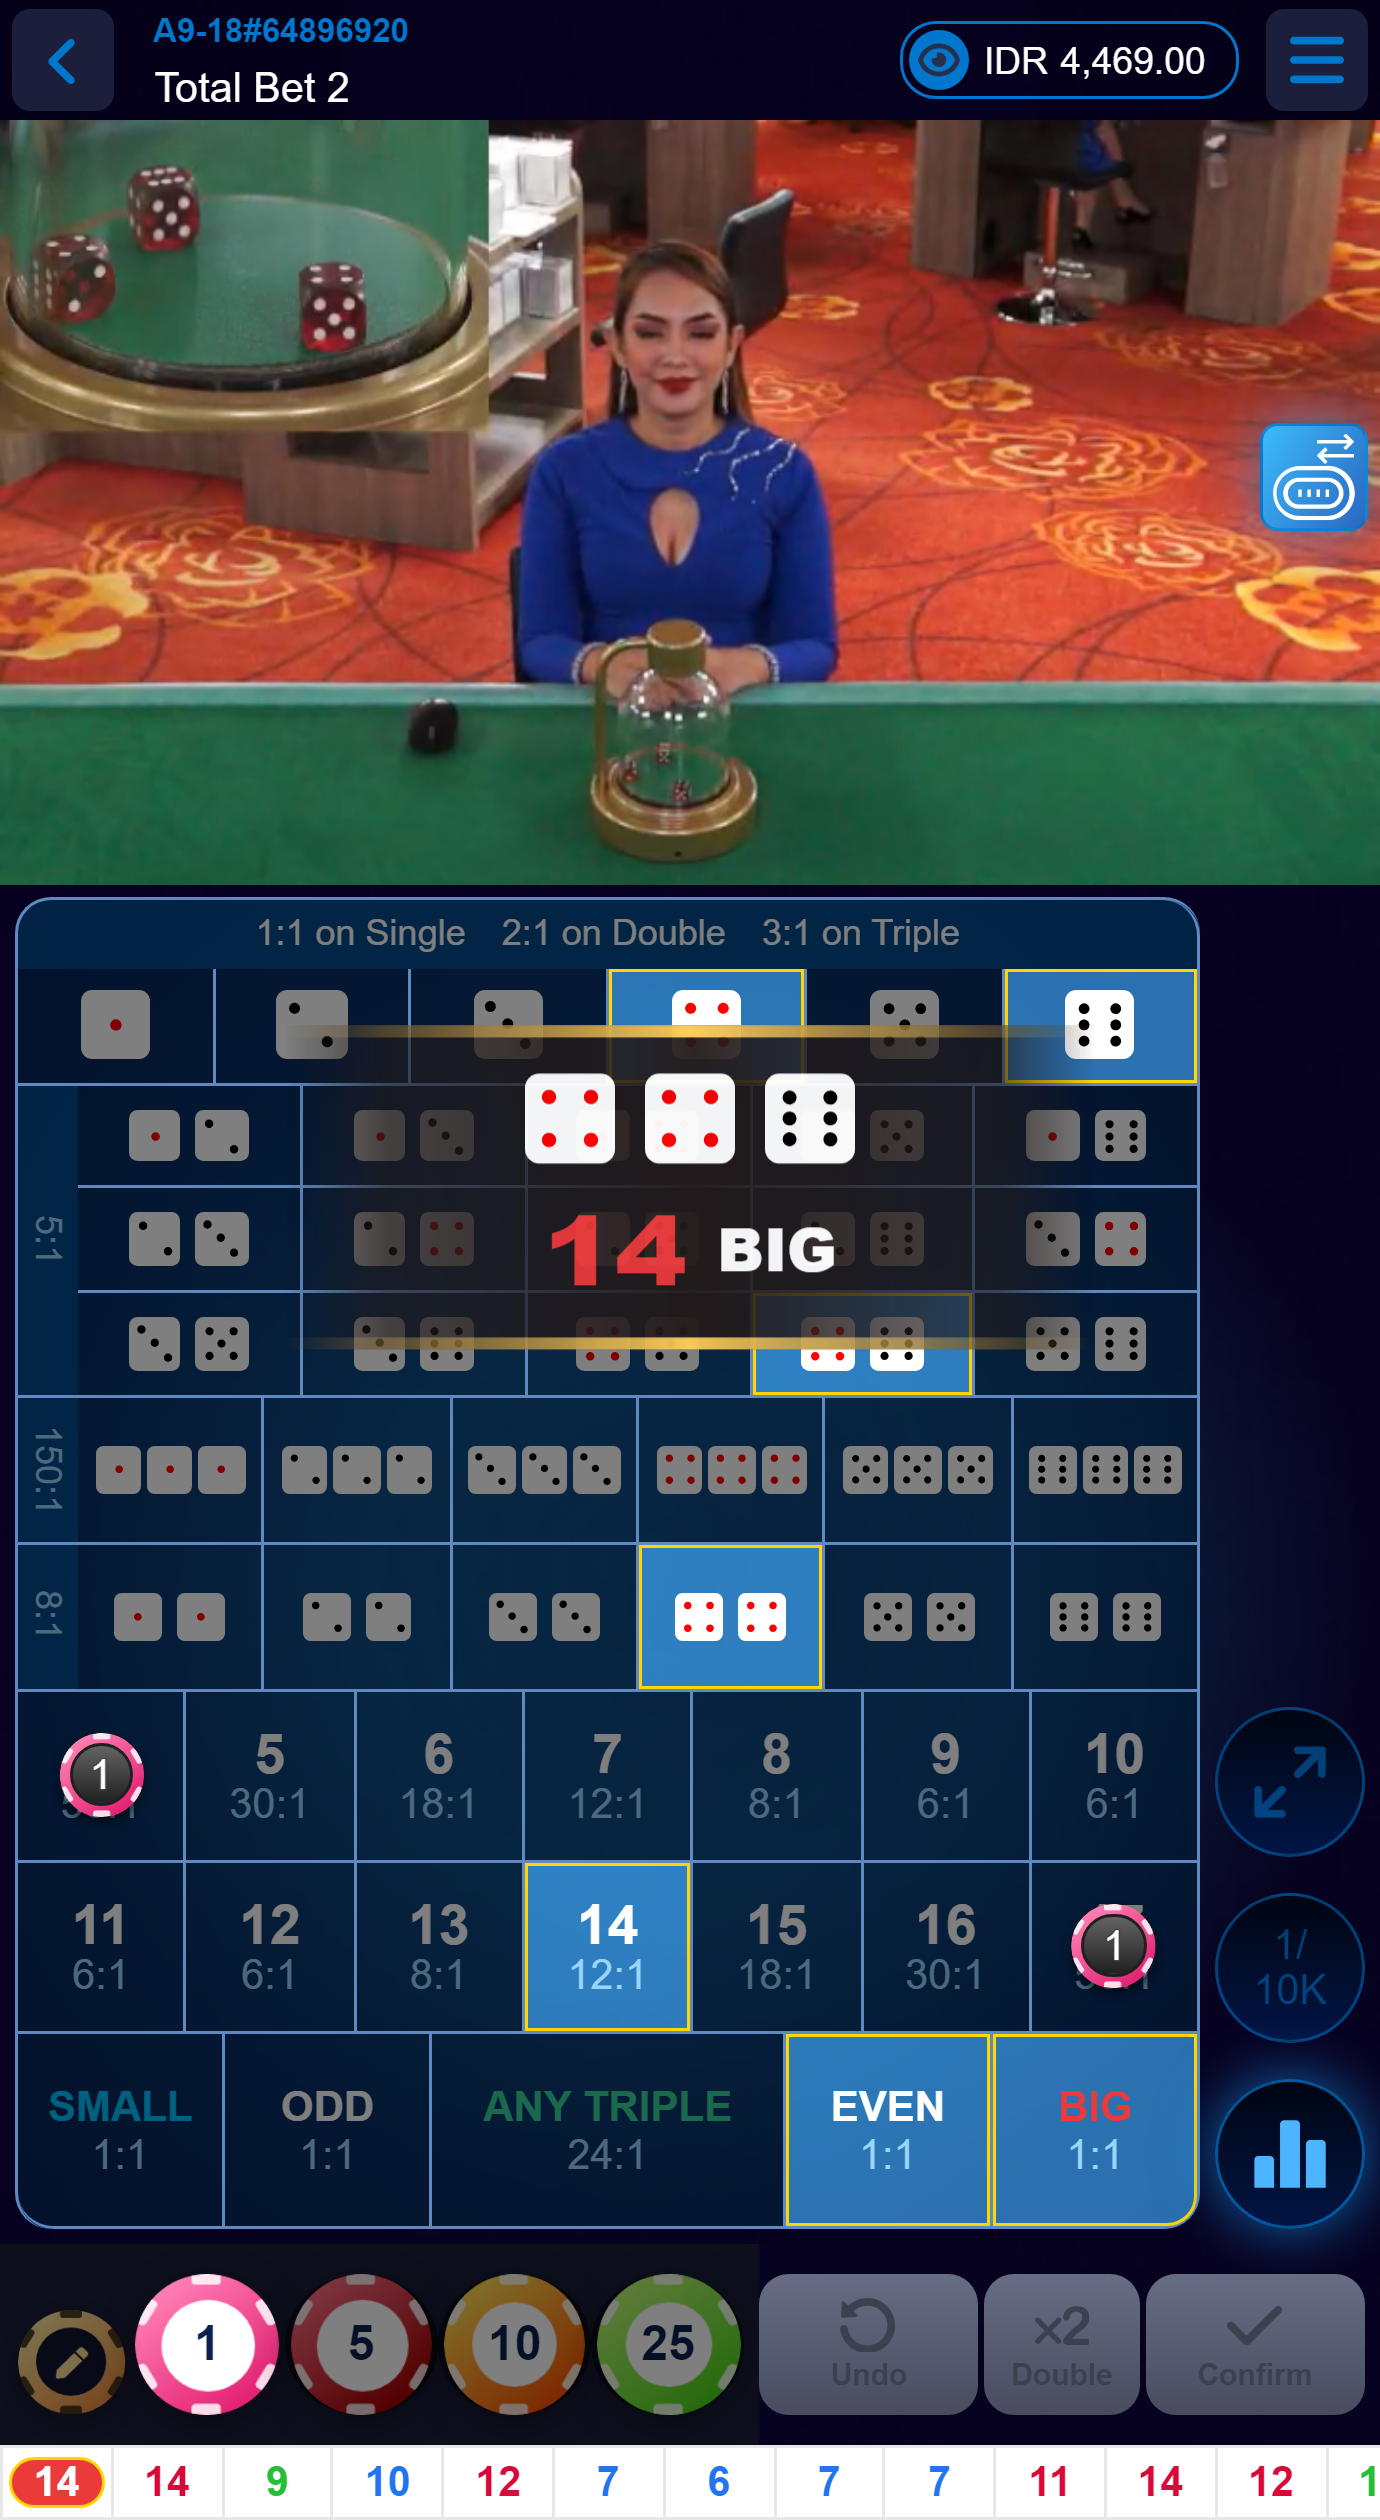 A9-18#64896920
Total Bet 2
IDR 4,469.00
1:1 on Single 2:1 on Double 3:1 on Triple
14 BIG
5:1
150:1
8:1
1 5 6 7 8 9 10
30:1 18:1 12:1 8:1 6:1 6:1
11 12 13 14 15 16 1
6:1 6:1 8:1 12:1 18:1 30:1
1/
10K
SMALL ODD ANY TRIPLE EVEN BIG
1:1 1:1 24:1 1:1 1:1
1 5 10 25
x2
Undo Double Confirm
14 14 9 10 12 7 6 7 7 11 14 12